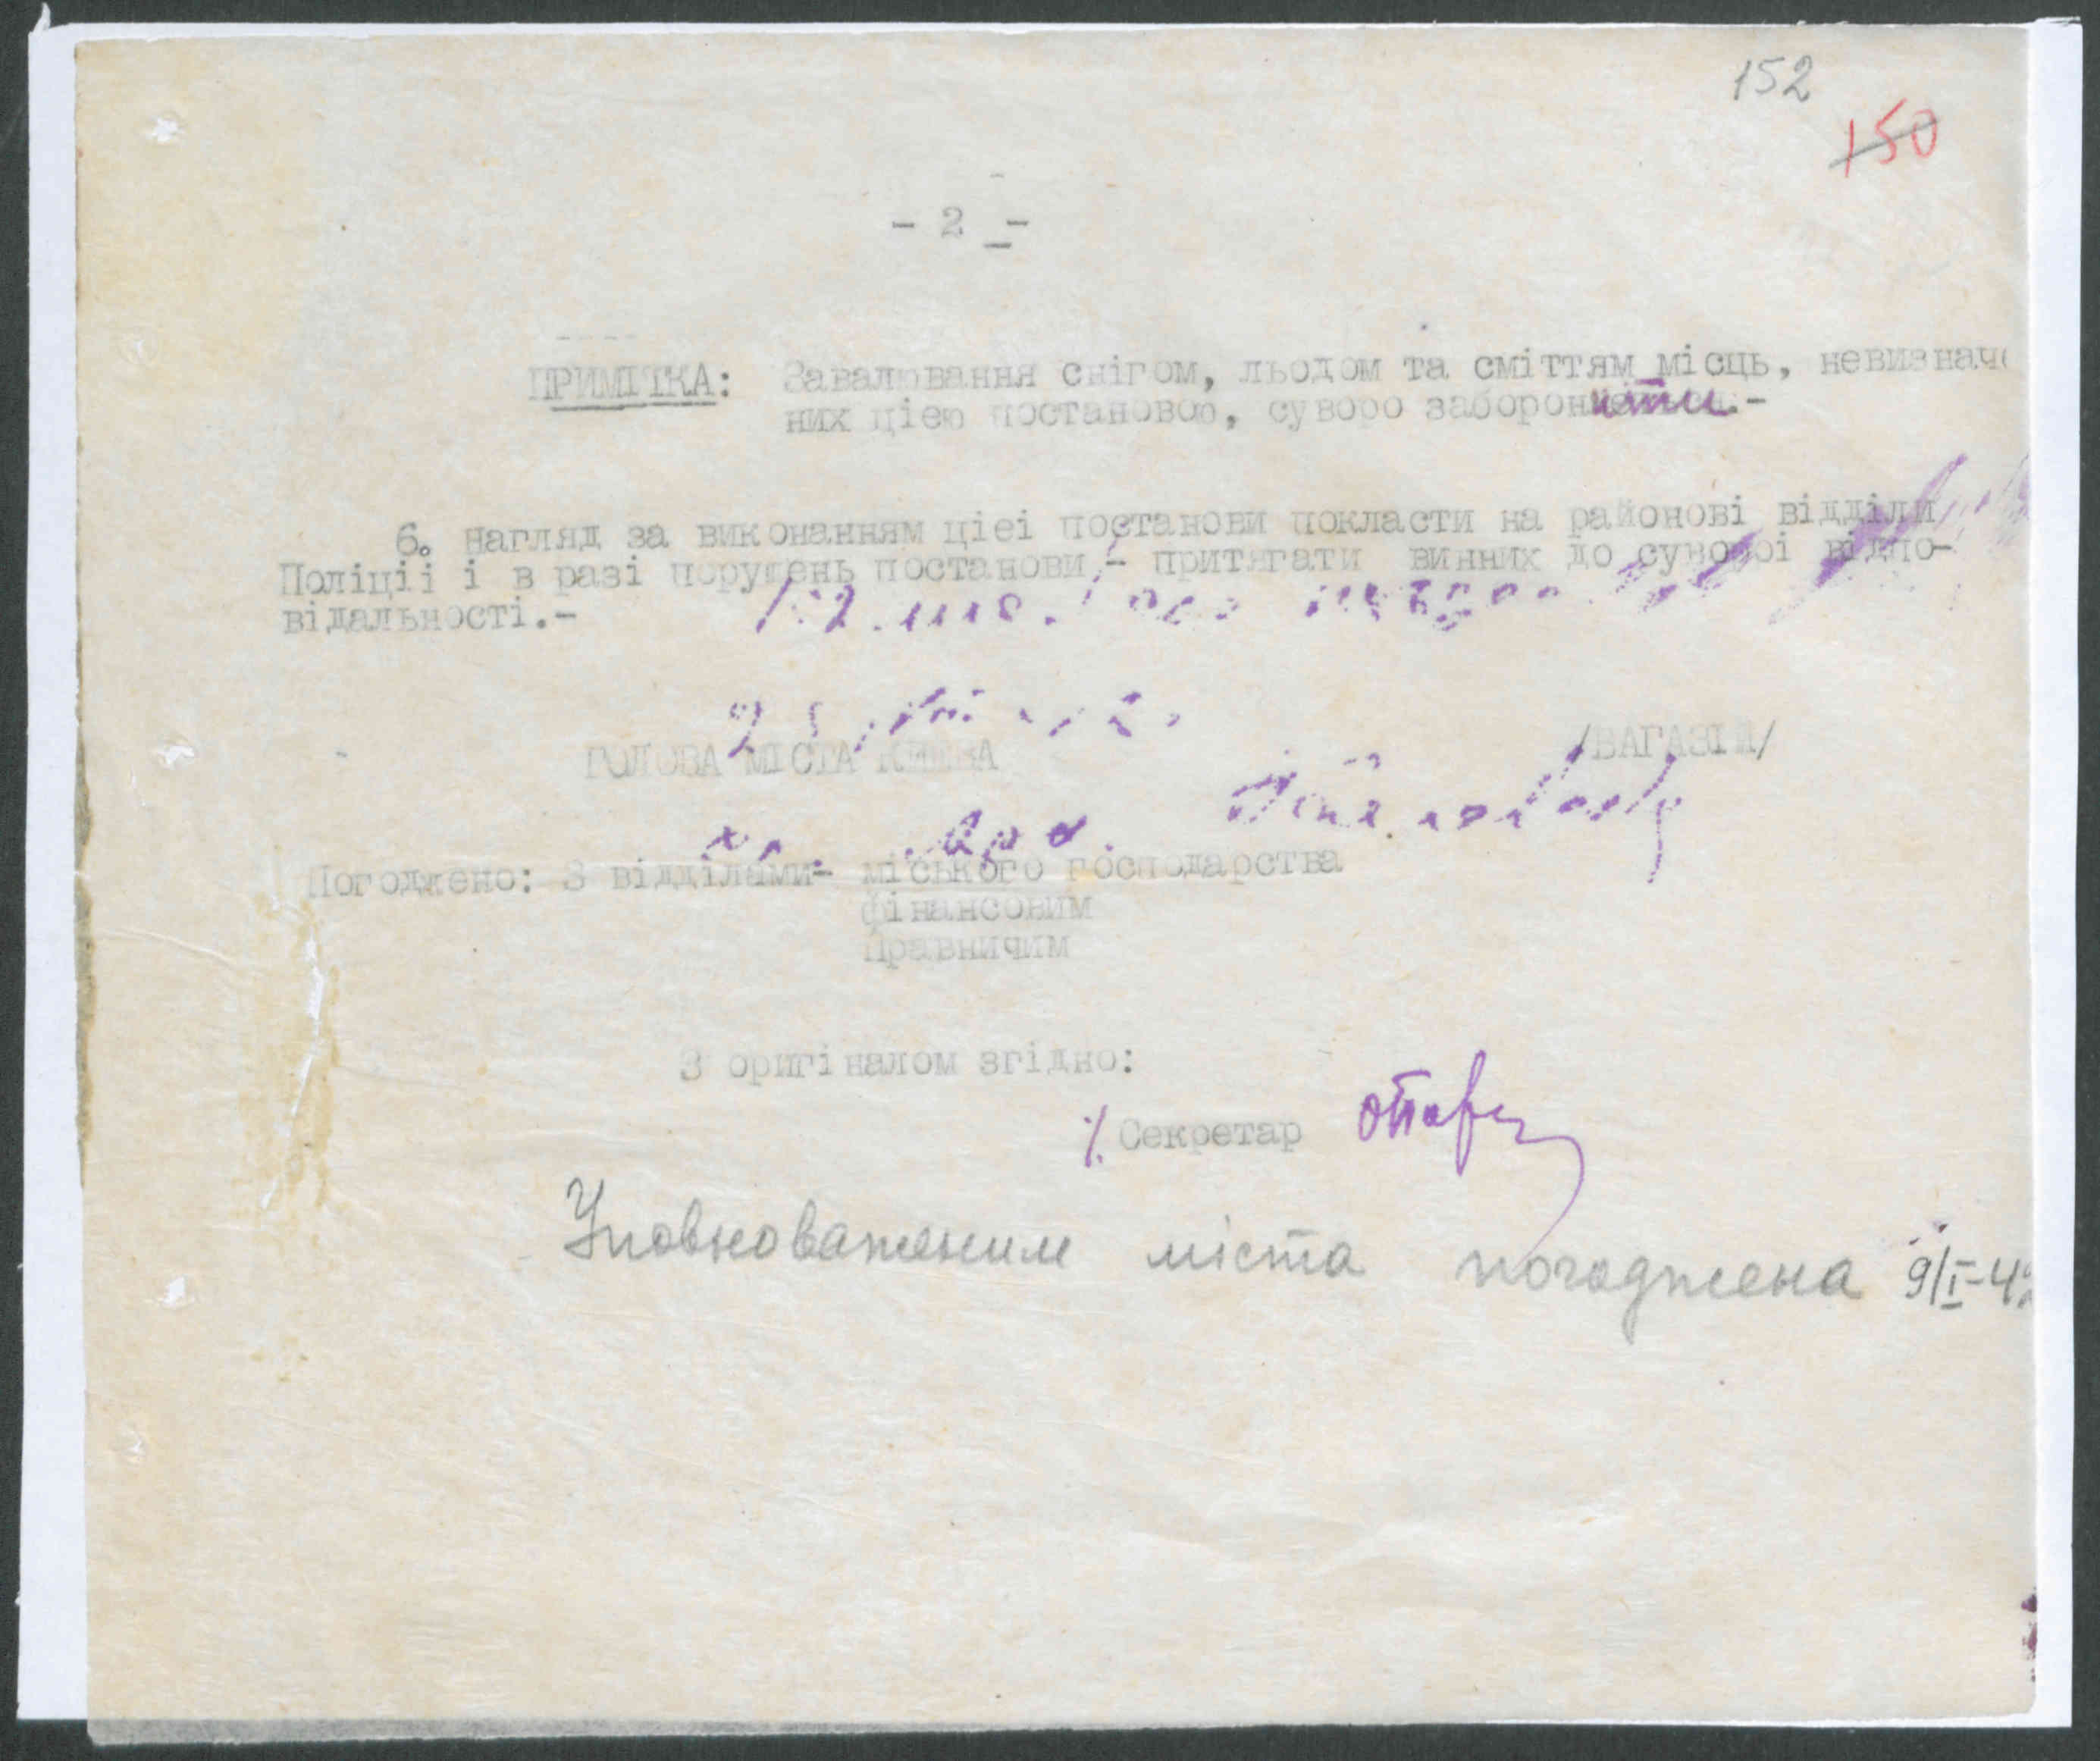 152
150
- 2 -
ПРИМІТКА: Завалювання снігом, льодом та сміттям місць, невизначе
них цією постановою, суворо заборонити.-
6. Нагляд за виконанням цієі постанови покласти на районові відділи
Поліціі і в разі порушень постанови - притягати винних до суворої відпо-
відальності.-
ГОЛОВА МІСТА КИЄВА /БАГАЗІЙ/
Погоджено: З відділами- міського господарства
фінансовим
Правничим
З оригіналом згідно:
Секретар
Уповноваженим міста погоджена 9/I-42